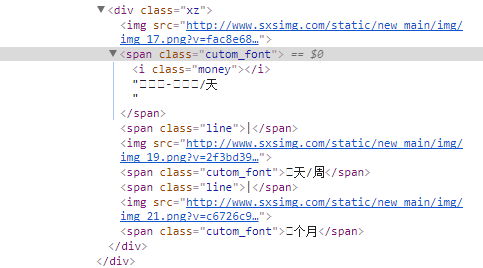 ▼<div class="xz">
<img src="http://www.sxsimg.com/static/new_main/img/
img_17.png?v=fac8e68…">
▼<span class="cutom_font"> == $0
<i class="money"></i>
"□□□-□□□/天
"
</span>
<span class="line">|</span>
<img src="http://www.sxsimg.com/static/new_main/img/
img_19.png?v=2f3bd39…">
<span class="cutom_font">□天/周</span>
<span class="line">|</span>
<img src="http://www.sxsimg.com/static/new_main/img/
img_21.png?v=c6726c9…">
<span class="cutom_font">□个月</span>
</div>
</div>